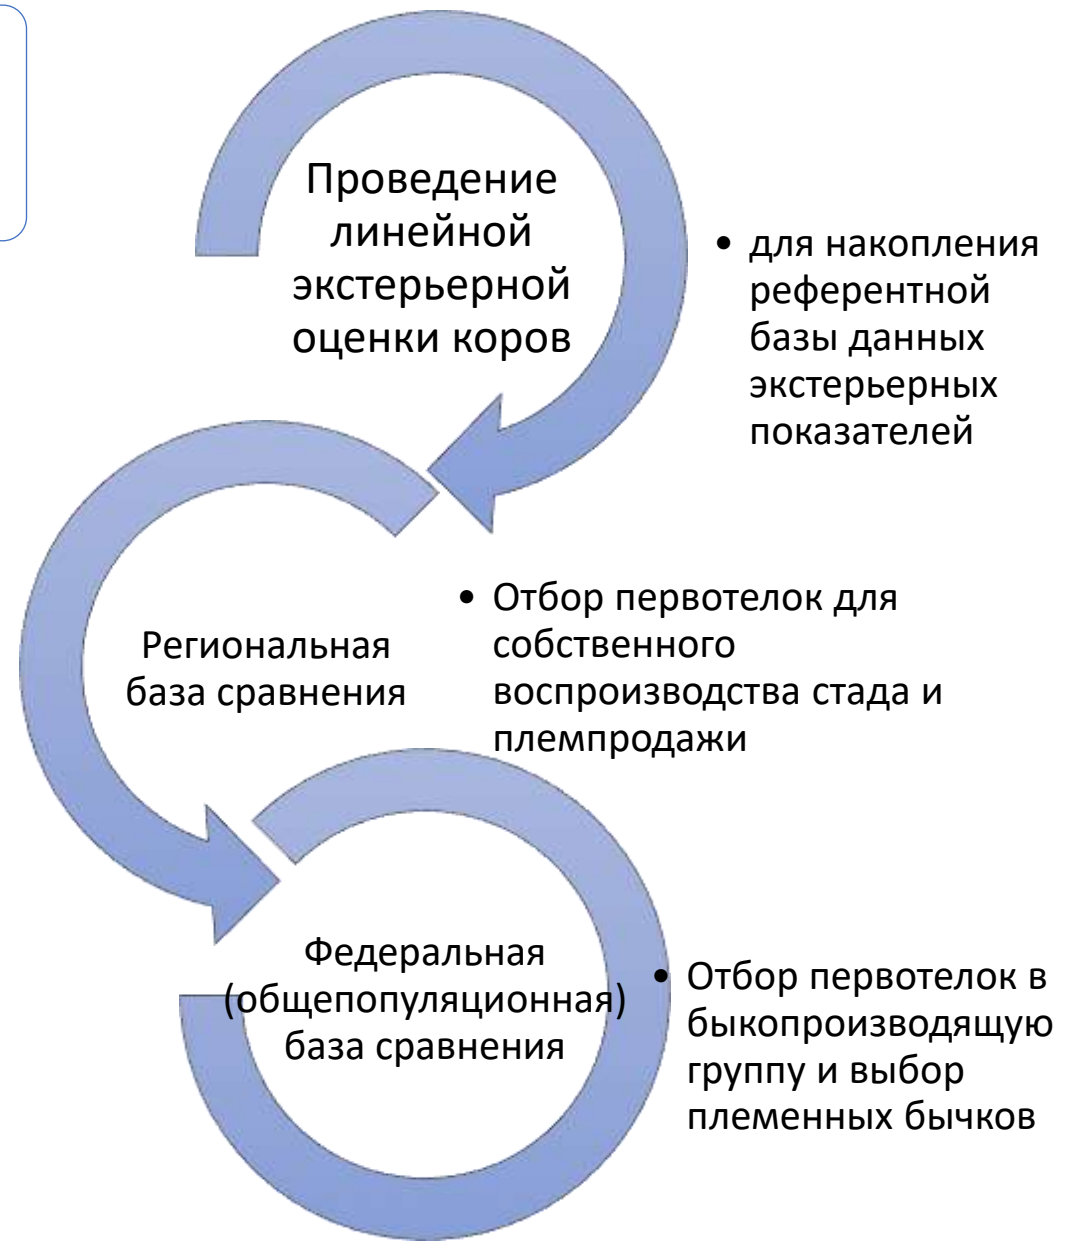 Проведение
линейной
экстерьерной
оценки коров
• для накопления
референтной
базы данных
экстерьерных
показателей
Региональная
база сравнения
• Отбор первотелок для
собственного
воспроизводства стада и
племпродажи
Федеральная
(общепопуляционная)
база сравнения
• Отбор первотелок в
быкопроизводящую
группу и выбор
племенных бычков